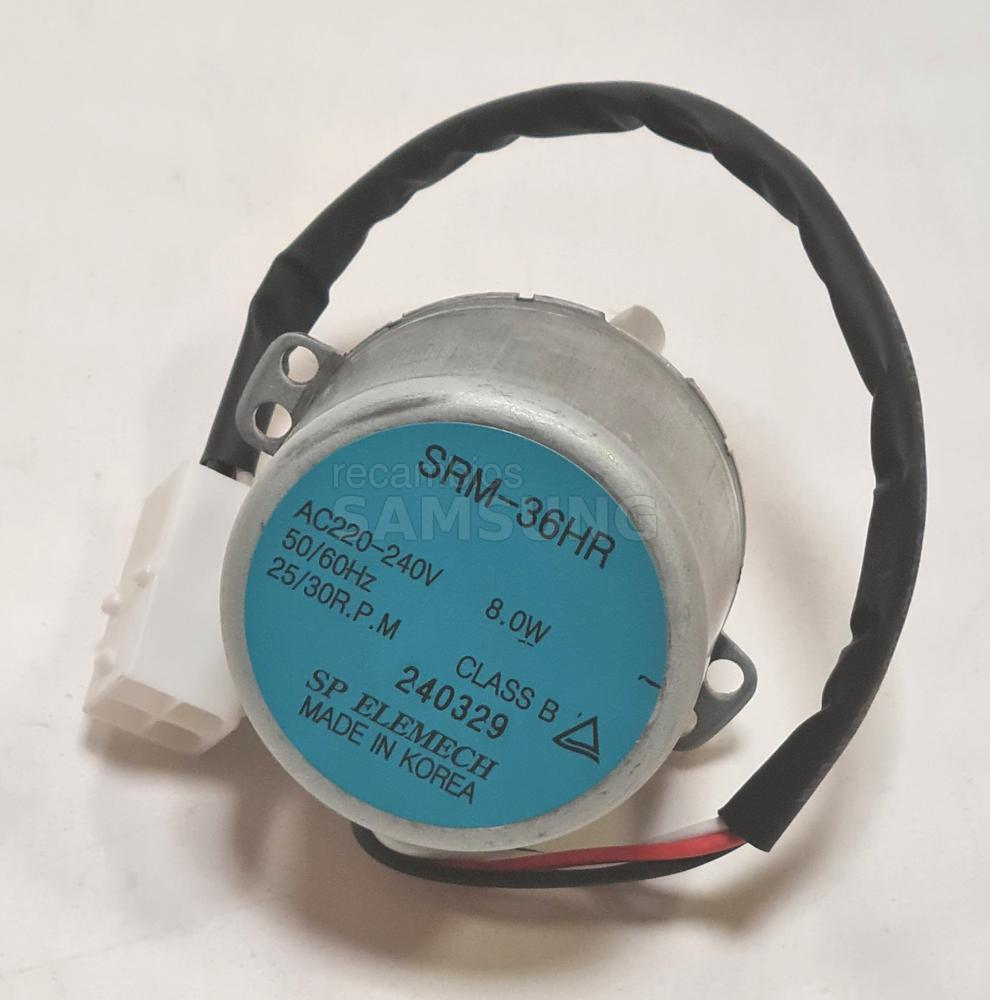 SRM-36HR
recambios
SAMSUNG
AC220-240V
50/60Hz 8.0W
25/30R.P.M
CLASS B
240329
SP ELEMECH
MADE IN KOREA